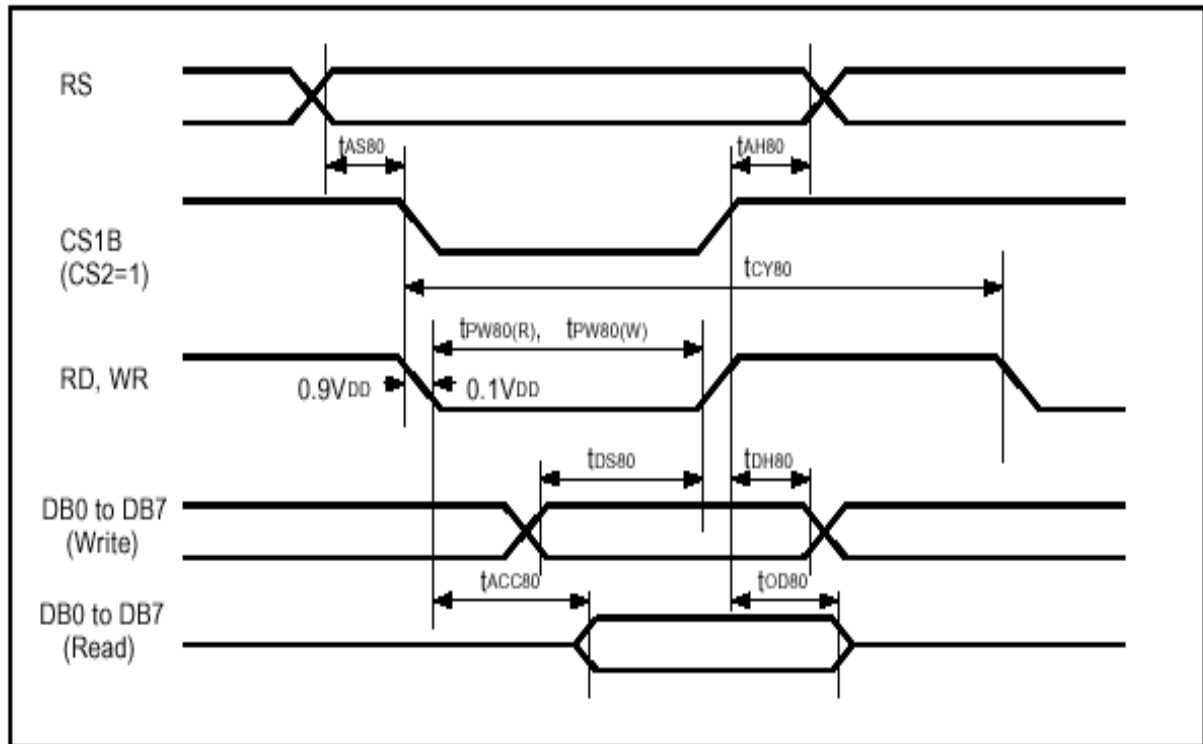 RS
tAS80
tAH80
CS1B
(CS2=1)
tCY80
tPW80(R), tPW80(W)
RD, WR
0.9VDD
0.1VDD
tDS80
tDH80
DB0 to DB7
(Write)
tACC80
tOD80
DB0 to DB7
(Read)